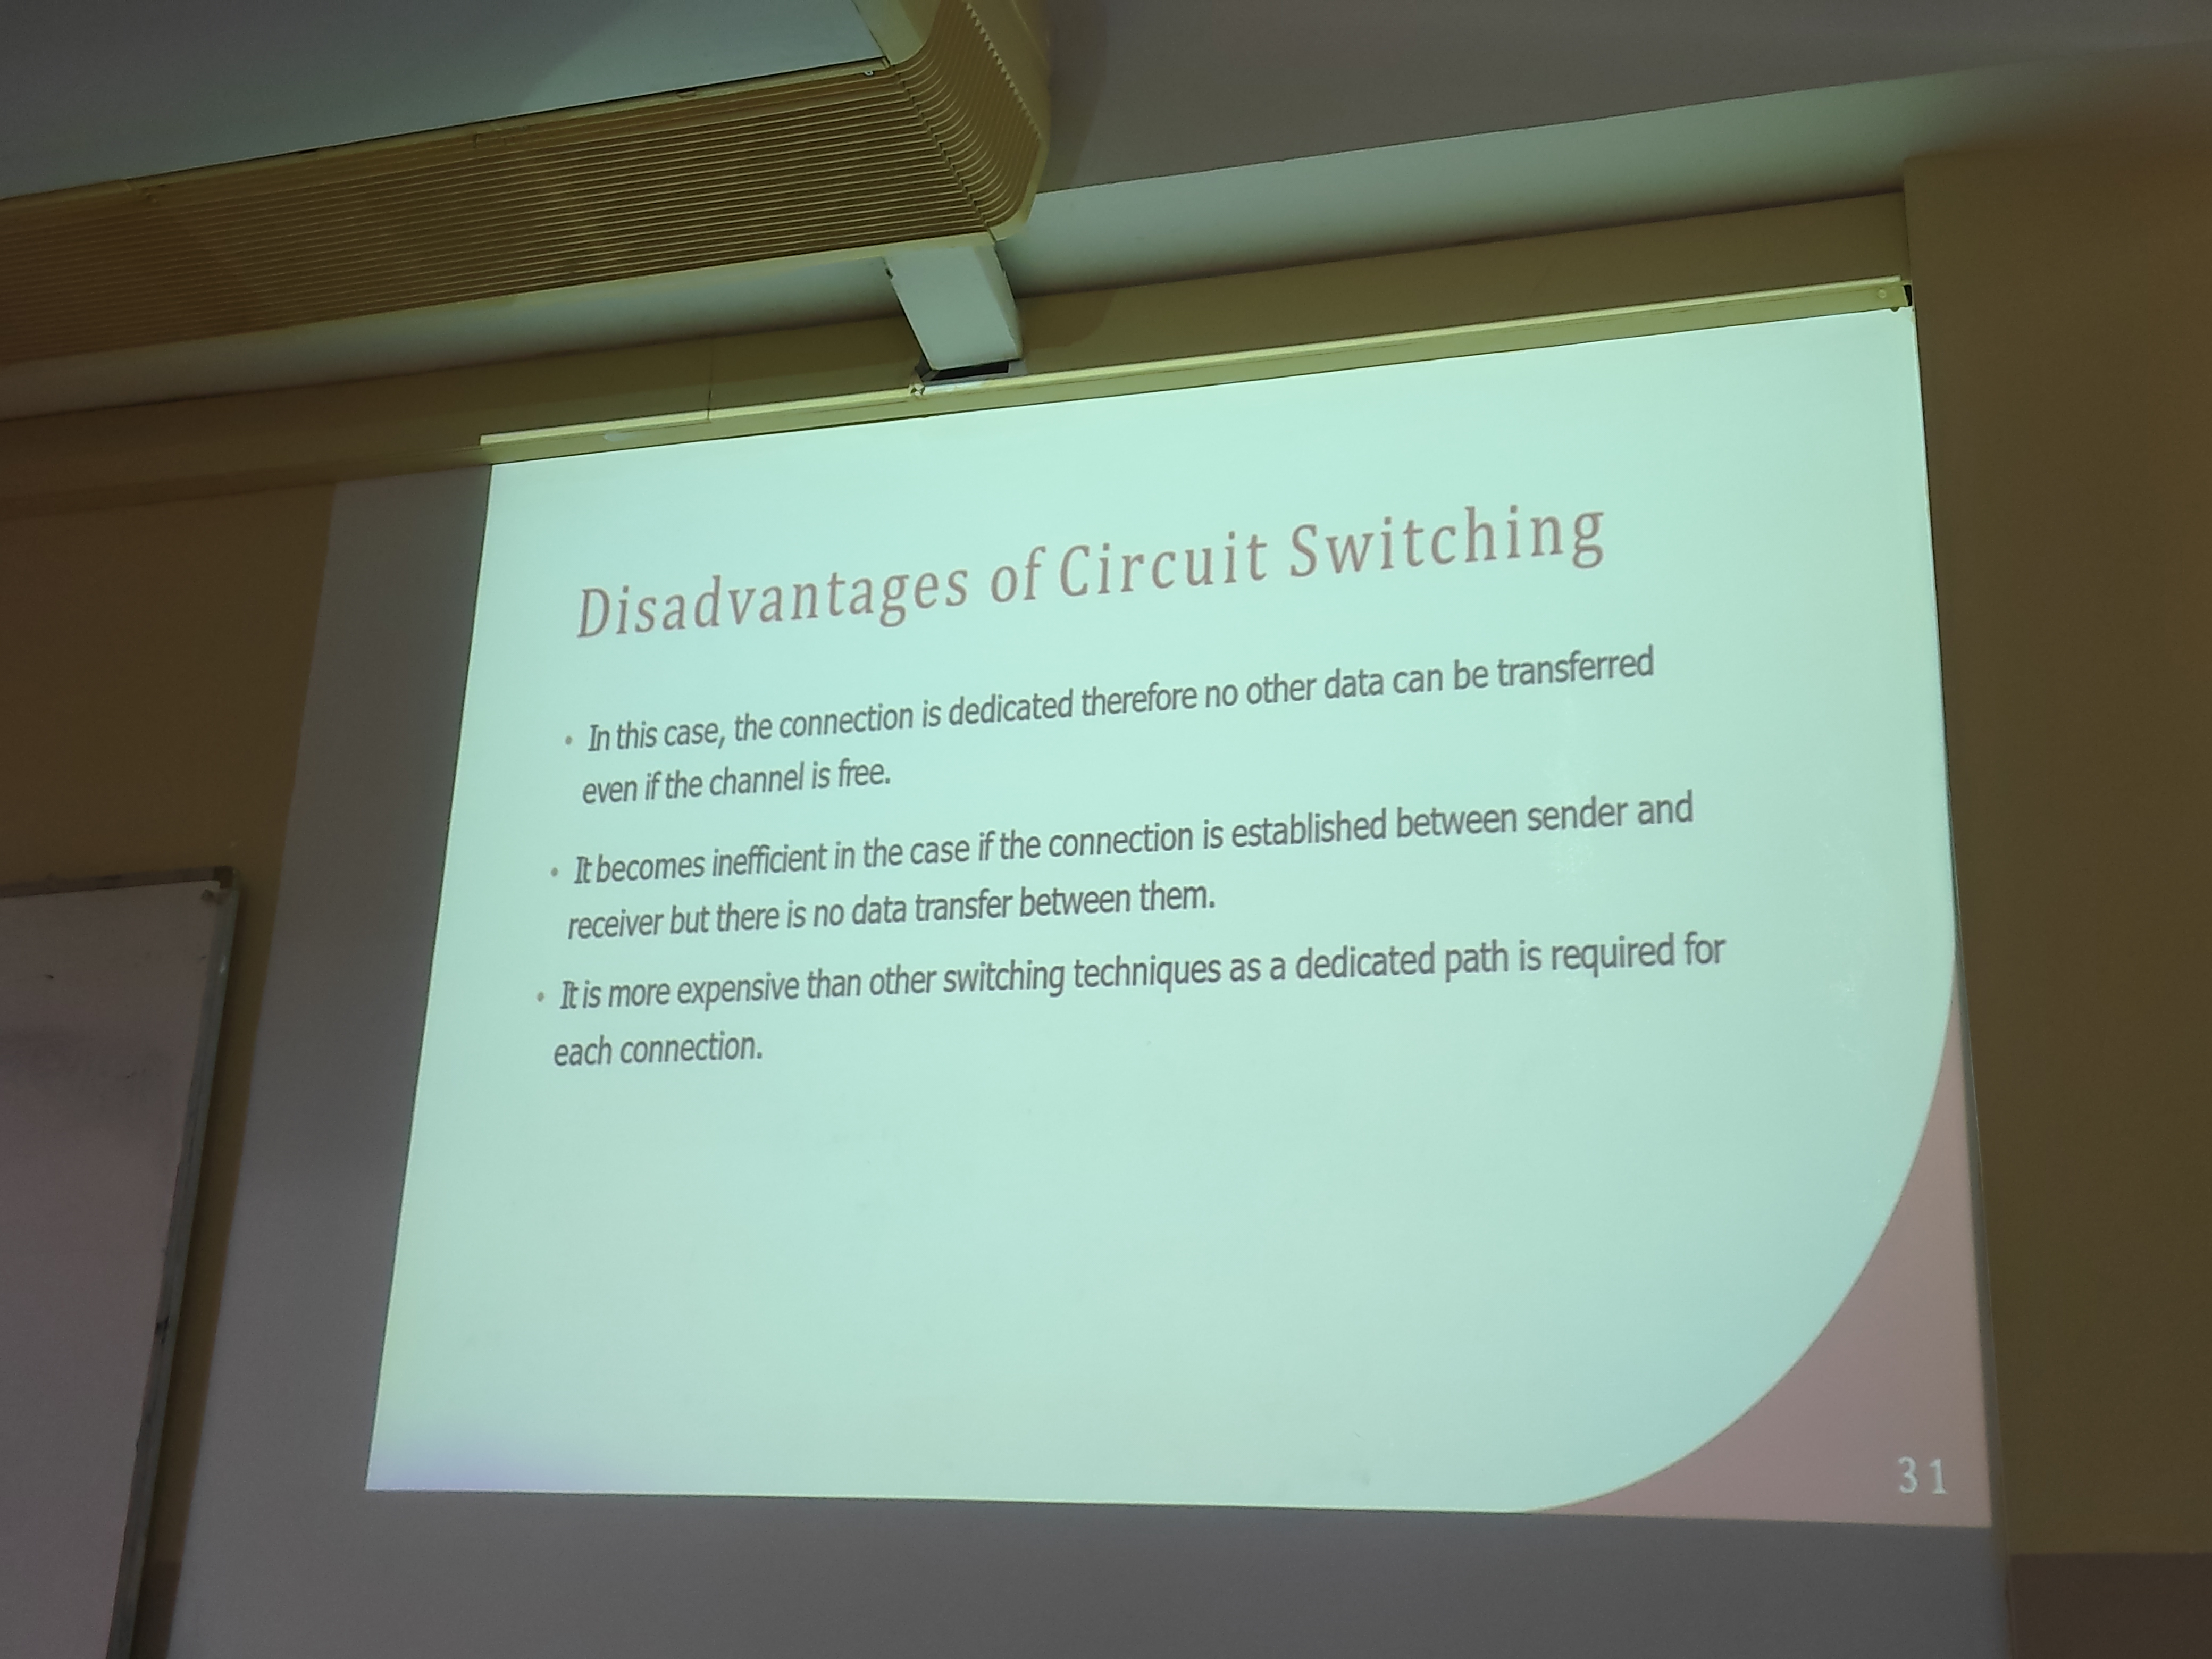 Disadvantages of Circuit Switching
• In this case, the connection is dedicated therefore no other data can be transferred
even if the channel is free.
• It becomes inefficient in the case if the connection is established between sender and
receiver but there is no data transfer between them.
• It is more expensive than other switching techniques as a dedicated path is required for
each connection.
31